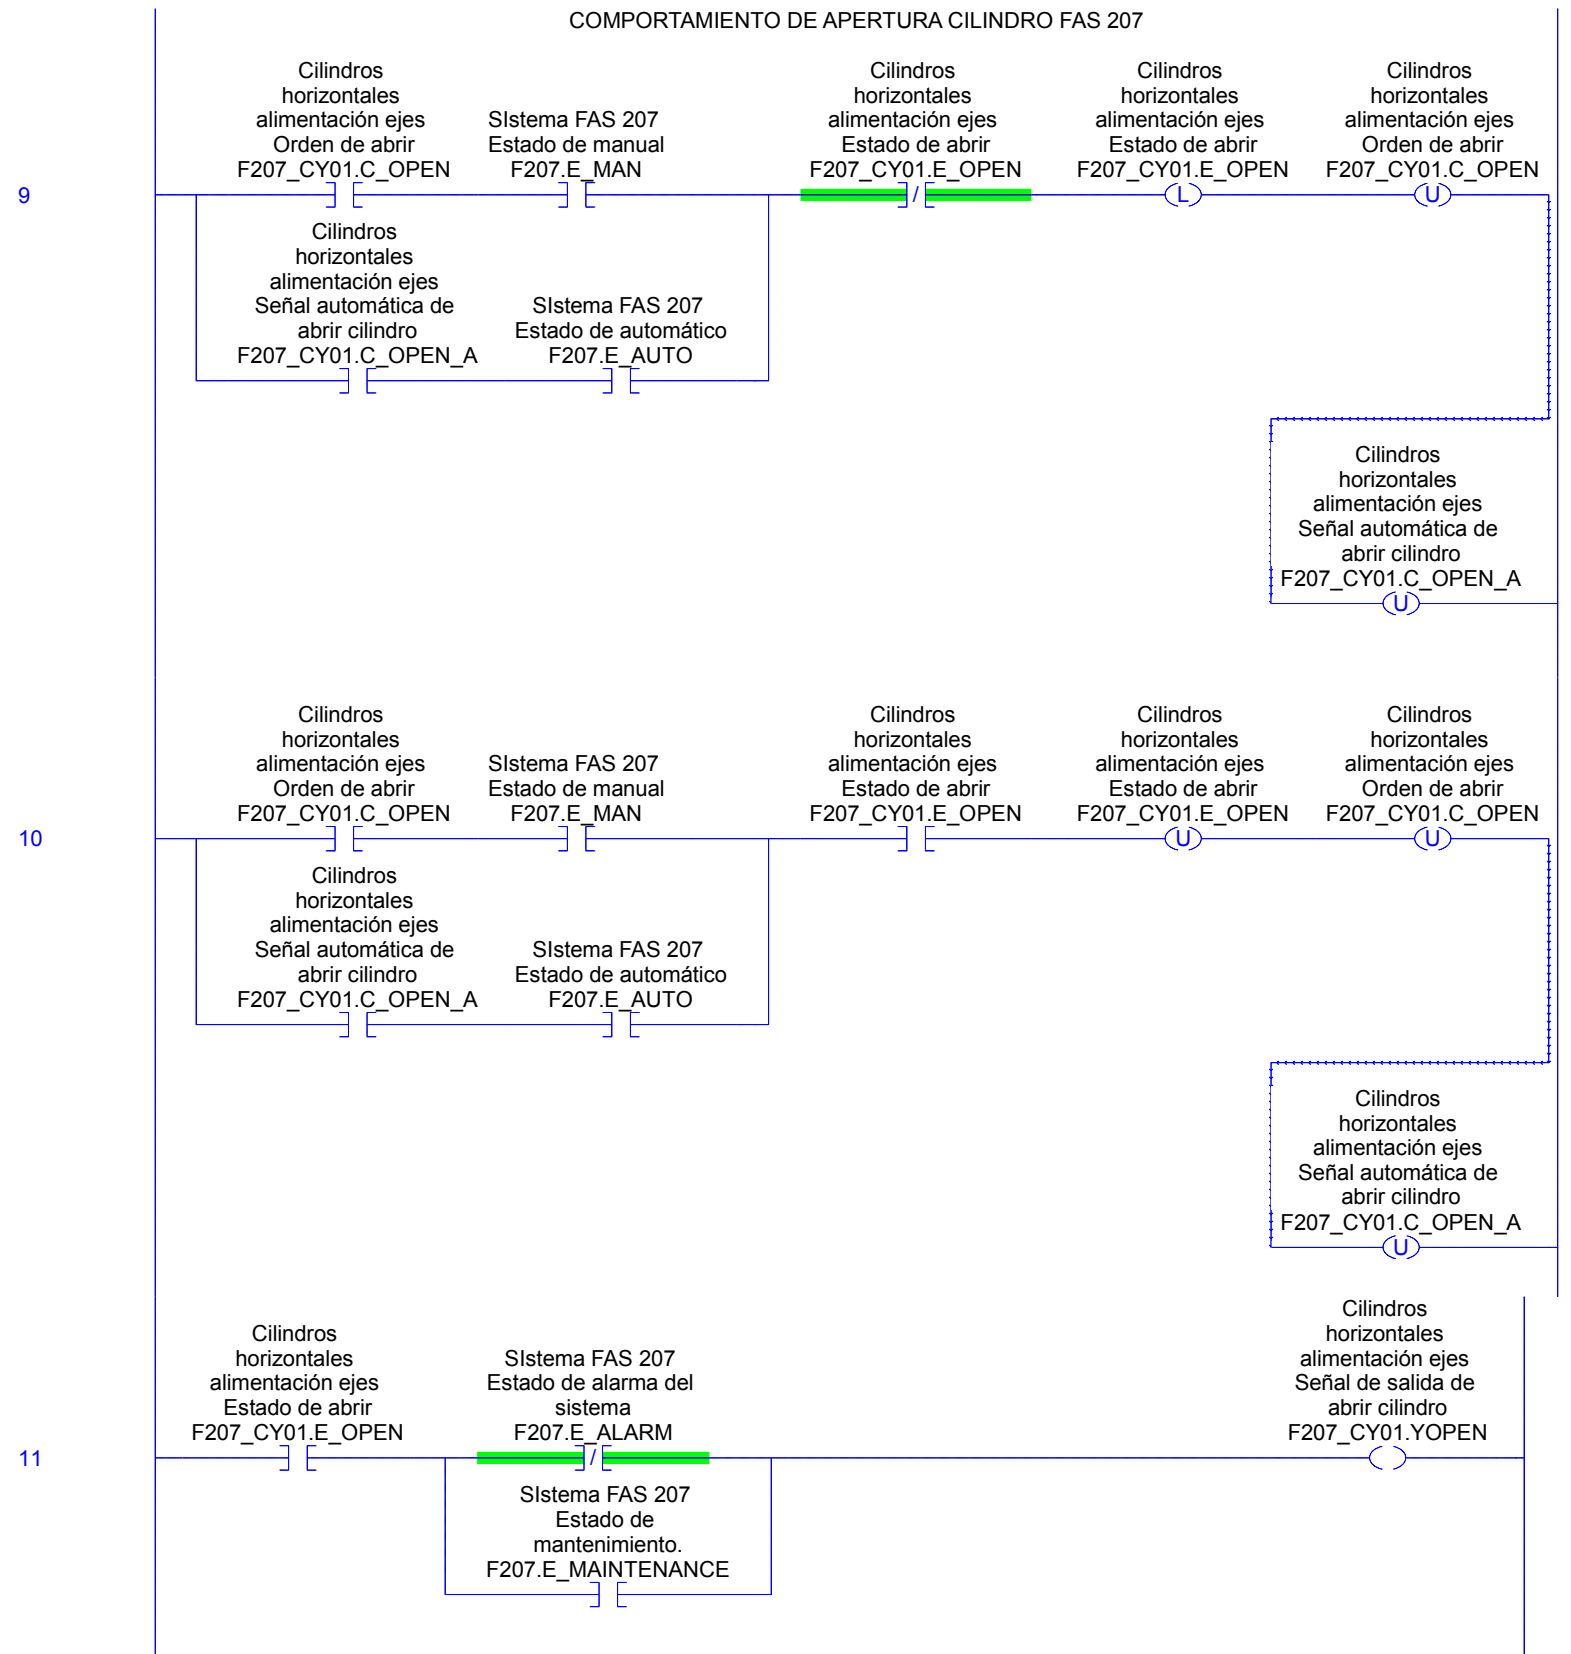 COMPORTAMIENTO DE APERTURA CILINDRO FAS 207
9
Cilindros
horizontales
alimentación ejes
Orden de abrir
F207_CY01.C_OPEN
SIstema FAS 207
Estado de manual
F207.E_MAN
Cilindros
horizontales
alimentación ejes
Estado de abrir
F207_CY01.E_OPEN
/
Cilindros
horizontales
alimentación ejes
Estado de abrir
F207_CY01.E_OPEN
L
Cilindros
horizontales
alimentación ejes
Orden de abrir
F207_CY01.C_OPEN
U
Cilindros
horizontales
alimentación ejes
Señal automática de
abrir cilindro
F207_CY01.C_OPEN_A
SIstema FAS 207
Estado de automático
F207.E_AUTO
Cilindros
horizontales
alimentación ejes
Señal automática de
abrir cilindro
F207_CY01.C_OPEN_A
U
10
Cilindros
horizontales
alimentación ejes
Orden de abrir
F207_CY01.C_OPEN
SIstema FAS 207
Estado de manual
F207.E_MAN
Cilindros
horizontales
alimentación ejes
Estado de abrir
F207_CY01.E_OPEN
Cilindros
horizontales
alimentación ejes
Estado de abrir
F207_CY01.E_OPEN
U
Cilindros
horizontales
alimentación ejes
Orden de abrir
F207_CY01.C_OPEN
U
Cilindros
horizontales
alimentación ejes
Señal automática de
abrir cilindro
F207_CY01.C_OPEN_A
SIstema FAS 207
Estado de automático
F207.E_AUTO
Cilindros
horizontales
alimentación ejes
Señal automática de
abrir cilindro
F207_CY01.C_OPEN_A
U
11
Cilindros
horizontales
alimentación ejes
Estado de abrir
F207_CY01.E_OPEN
SIstema FAS 207
Estado de alarma del
sistema
F207.E_ALARM
/
Cilindros
horizontales
alimentación ejes
Señal de salida de
abrir cilindro
F207_CY01.YOPEN
SIstema FAS 207
Estado de
mantenimiento.
F207.E_MAINTENANCE